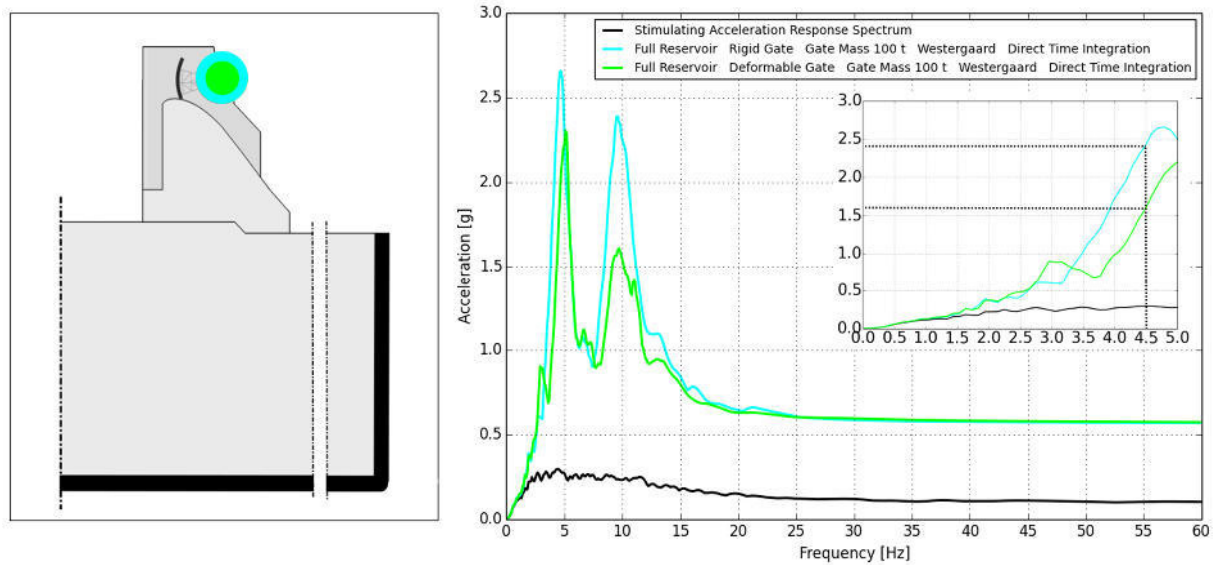 3.0
2.5
2.0
1.5
1.0
0.5
0.0
Acceleration [g]
Stimulating Acceleration Response Spectrum
Full Reservoir Rigid Gate Gate Mass 100 t Westergaard Direct Time Integration
Full Reservoir Deformable Gate Gate Mass 100 t Westergaard Direct Time Integration
3.0
2.5
2.0
1.5
1.0
0.5
0.0
0.0 0.5 1.0 1.5 2.0 2.5 3.0 3.5 4.0 4.5 5.0
0 5 10 15 20 25 30 35 40 45 50 55 60
Frequency [Hz]